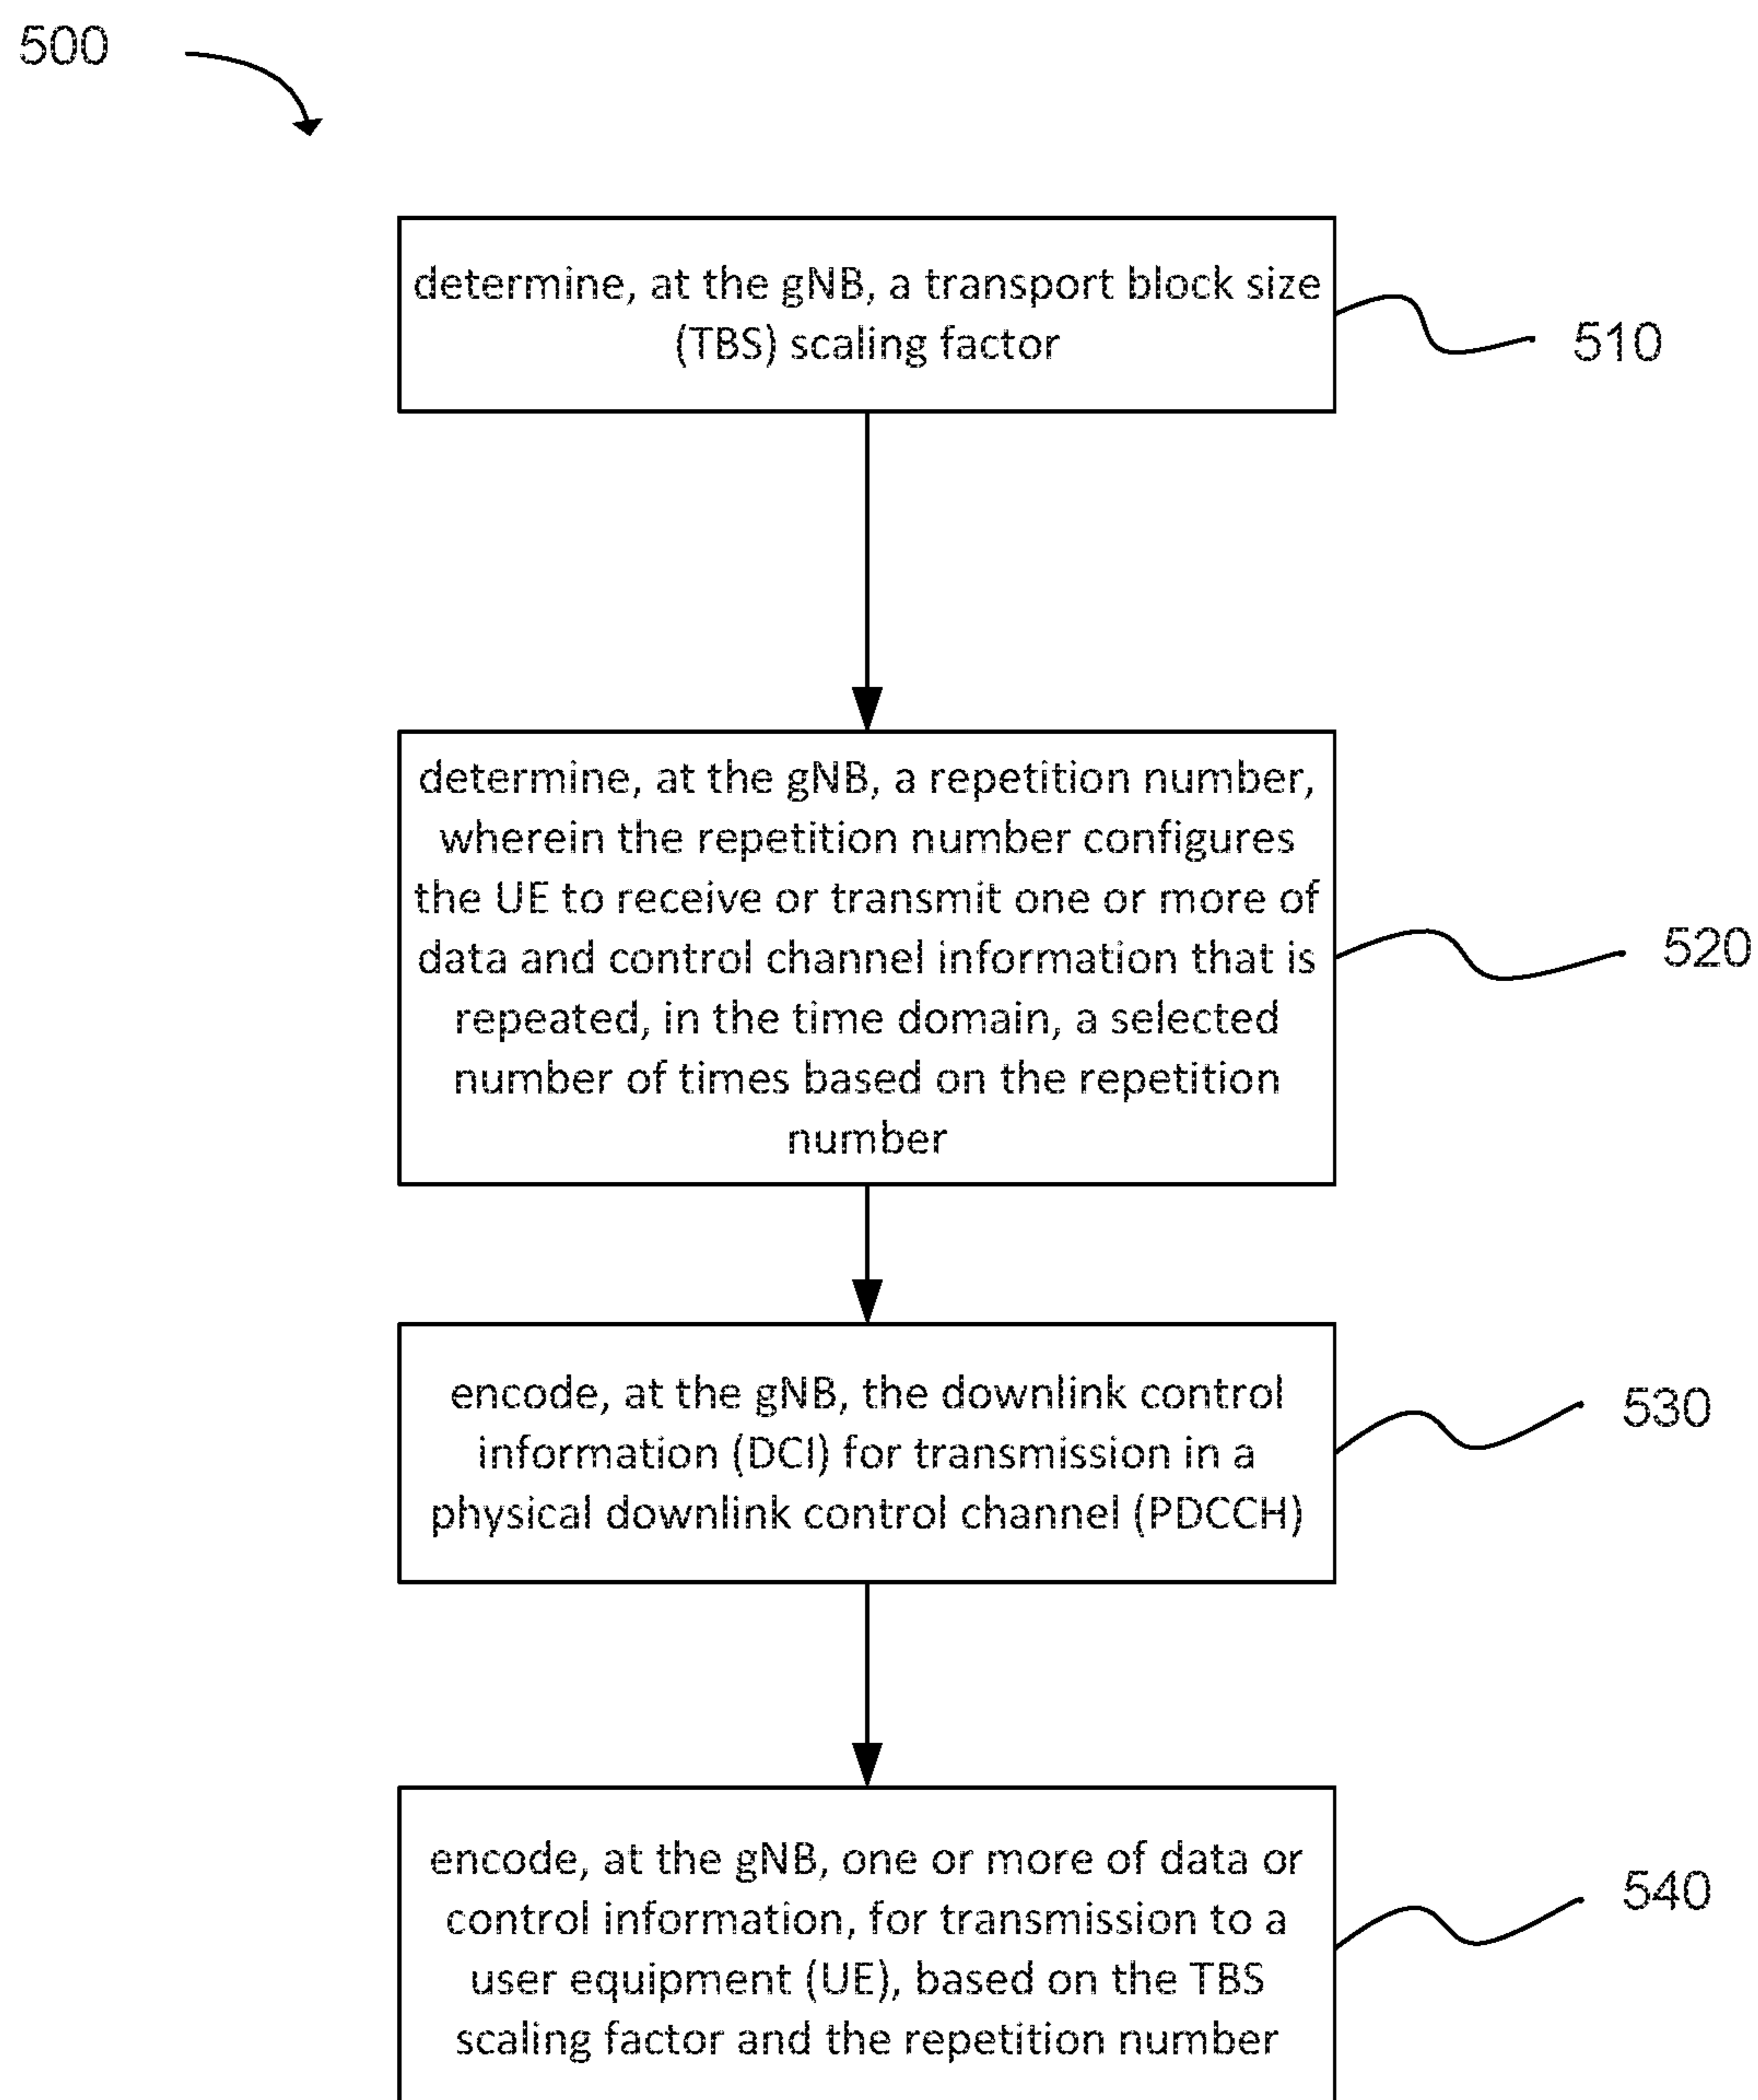 500
determine, at the gNB, a transport block size
(TBS) scaling factor
510
determine, at the gNB, a repetition number,
wherein the repetition number configures
the UE to receive or transmit one or more of
data and control channel information that is
repeated, in the time domain, a selected
number of times based on the repetition
number
520
encode, at the gNB, the downlink control
information (DCI) for transmission in a
physical downlink control channel (PDCCH)
530
encode, at the gNB, one or more of data or
control information, for transmission to a
user equipment (UE), based on the TBS
scaling factor and the repetition number
540